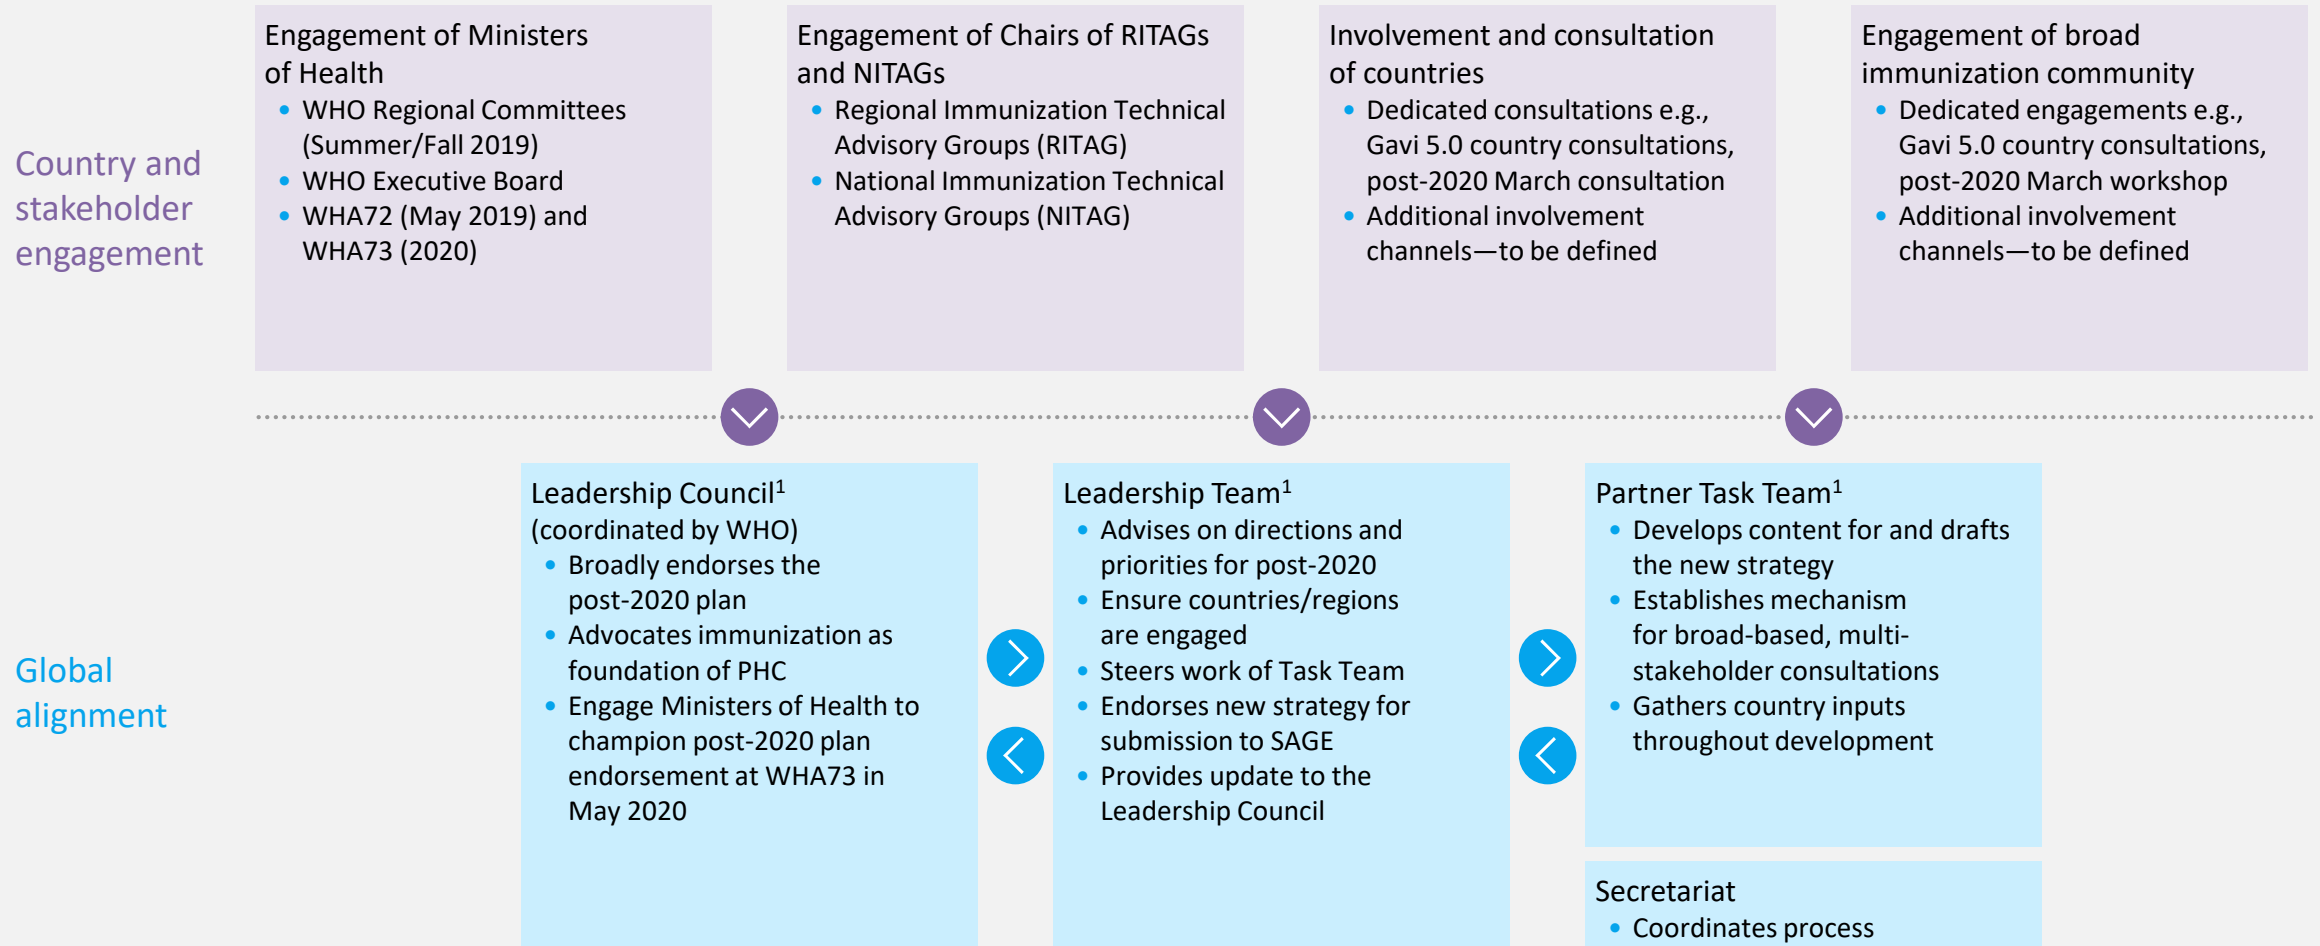 Country and
stakeholder
engagement
Engagement of Ministers
of Health
• WHO Regional Committees
(Summer/Fall 2019)
• WHO Executive Board
• WHA72 (May 2019) and
WHA73 (2020)
Engagement of Chairs of RITAGs
and NITAGs
• Regional Immunization Technical
Advisory Groups (RITAG)
• National Immunization Technical
Advisory Groups (NITAG)
Involvement and consultation
of countries
• Dedicated consultations e.g.,
Gavi 5.0 country consultations,
post-2020 March consultation
• Additional involvement
channels—to be defined
Engagement of broad
immunization community
• Dedicated engagements e.g.,
Gavi 5.0 country consultations,
post-2020 March workshop
• Additional involvement
channels—to be defined
Global
alignment
Leadership Council¹
(coordinated by WHO)
• Broadly endorses the
post-2020 plan
• Advocates immunization as
foundation of PHC
• Engage Ministers of Health to
champion post-2020 plan
endorsement at WHA73 in
May 2020
Leadership Team¹
• Advises on directions and
priorities for post-2020
• Ensure countries/regions
are engaged
• Steers work of Task Team
• Endorses new strategy for
submission to SAGE
• Provides update to the
Leadership Council
Partner Task Team¹
• Develops content for and drafts
the new strategy
• Establishes mechanism
for broad-based, multi-
stakeholder consultations
• Gathers country inputs
throughout development
Secretariat
• Coordinates process